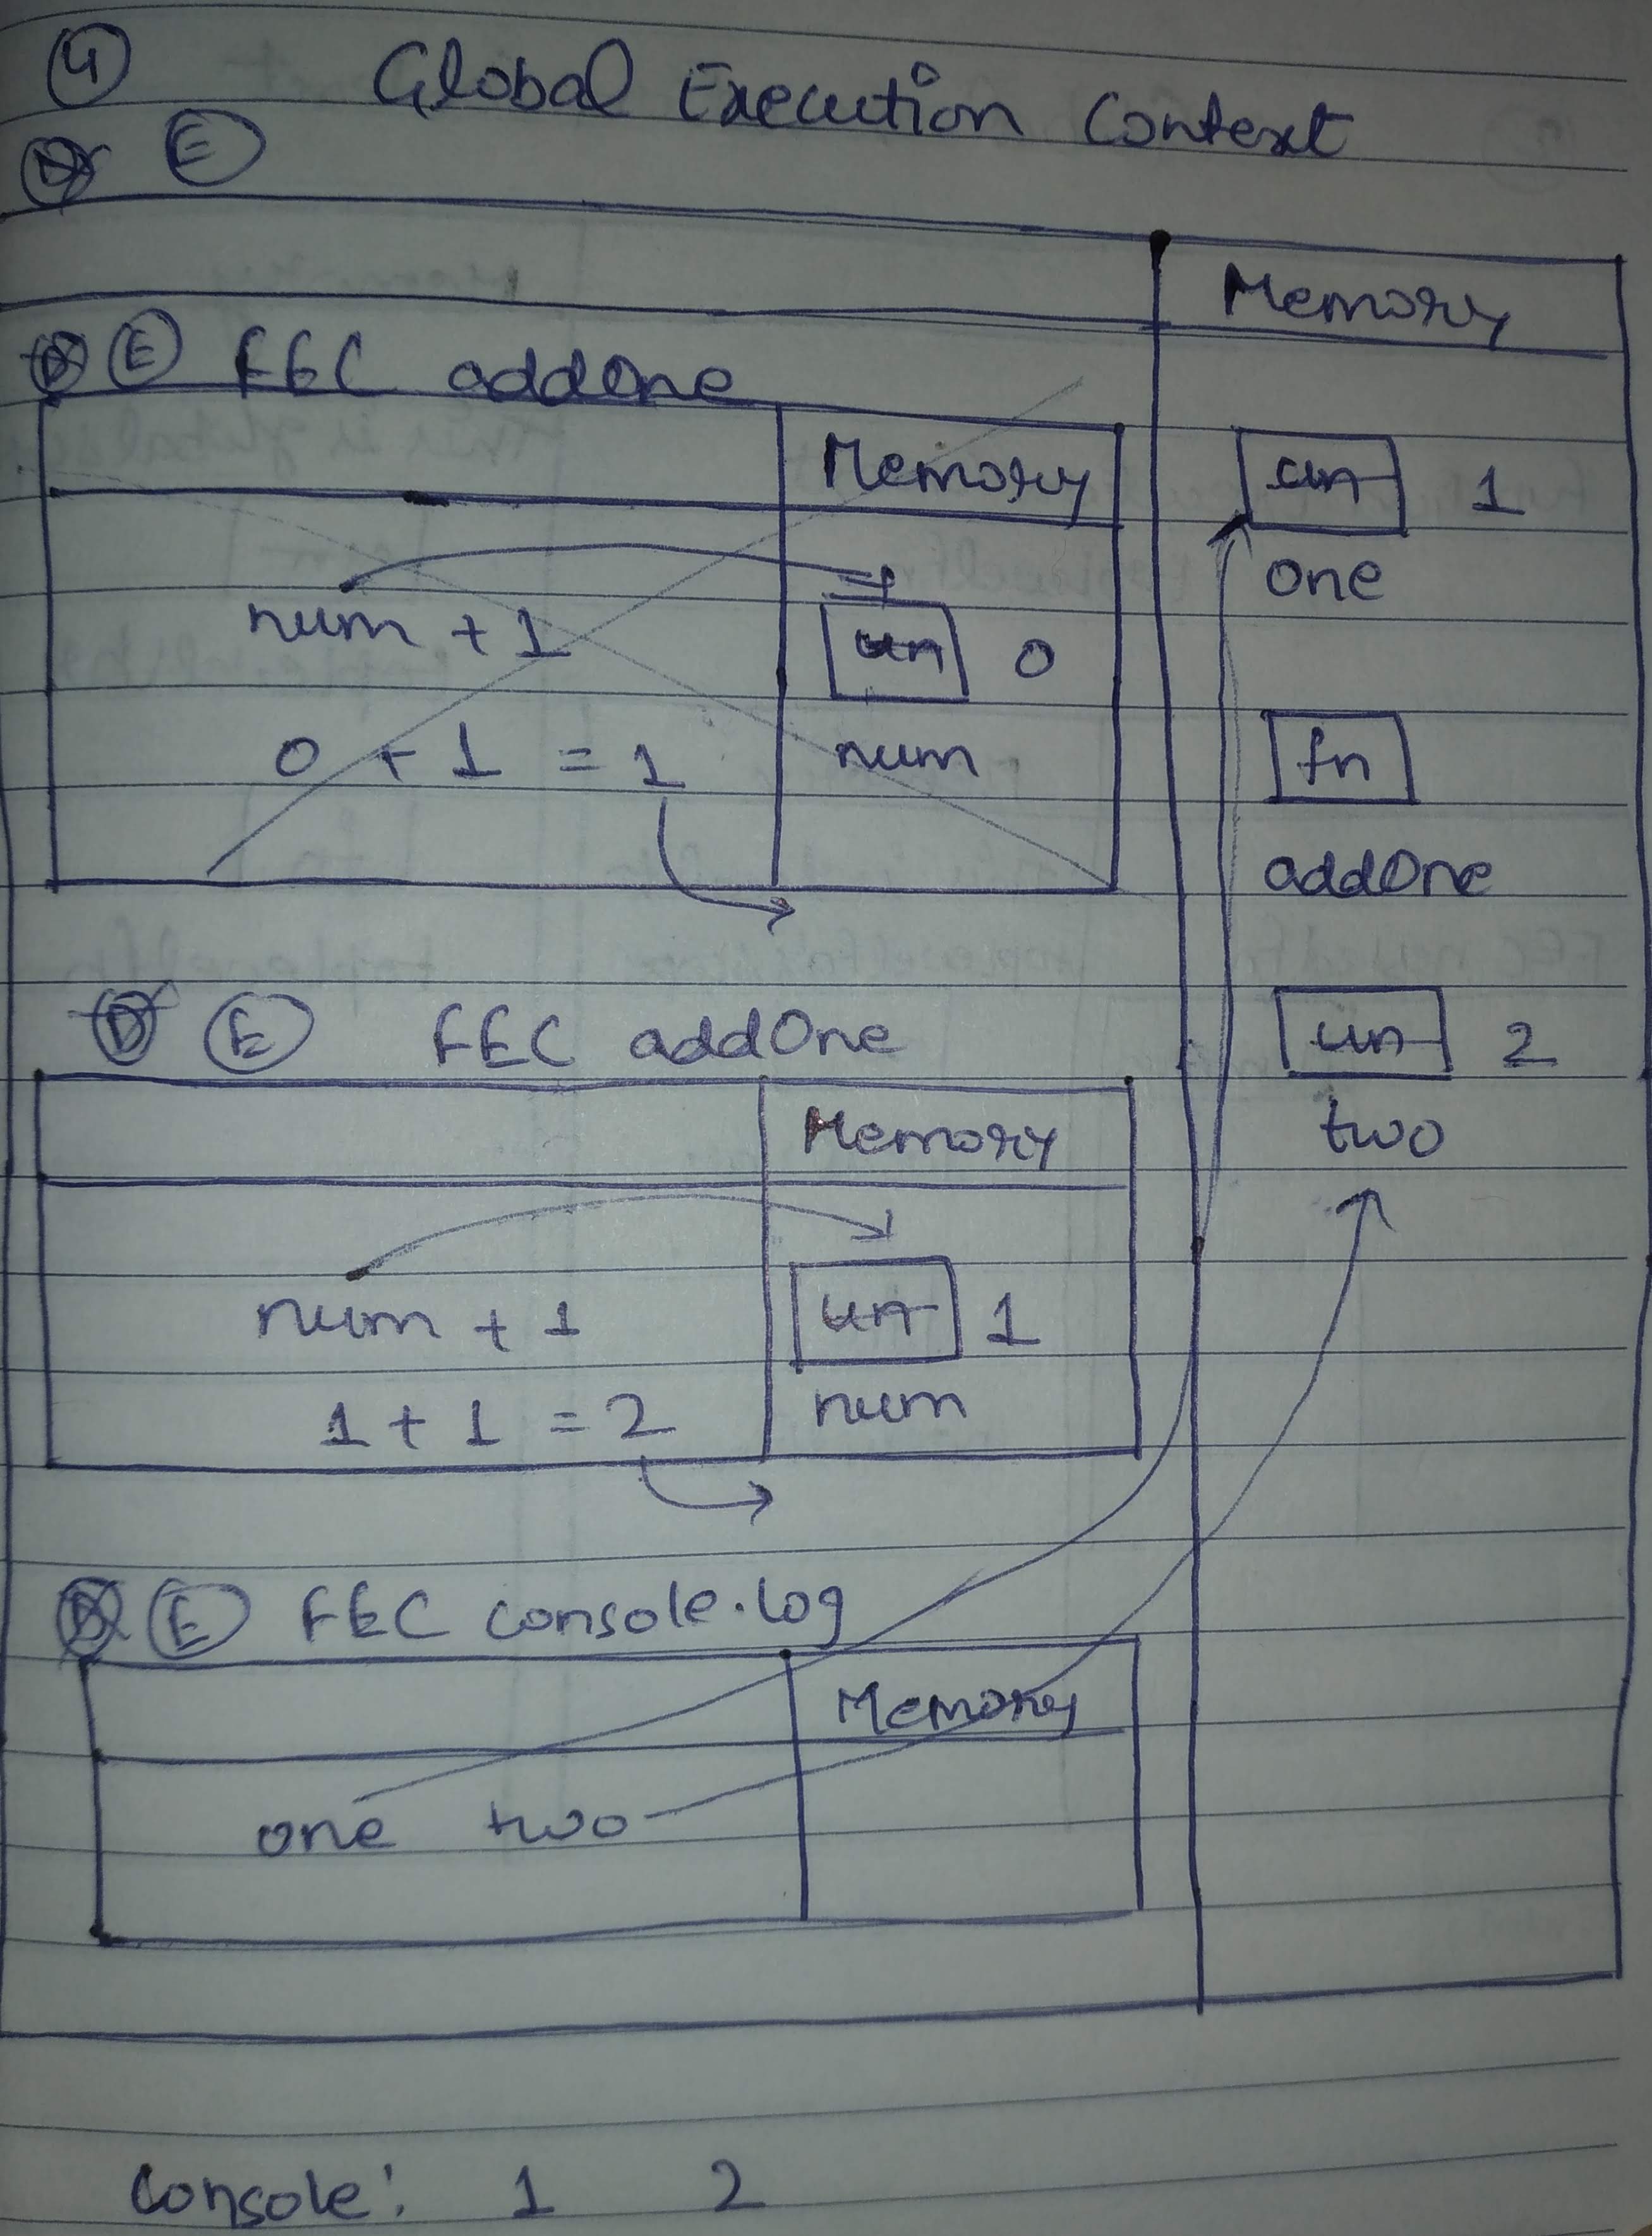 4 Global Execution Context
D E
Memory
D E FEC addOne
Memory
un 1
one
num + 1
un 0
num
0 + 1 = 1
fn
addOne
D E FEC addOne
un 2
two
Memory
num + 1
un 1
num
1 + 1 = 2
D E FEC console.log
Memory
one two
Console: 1 2